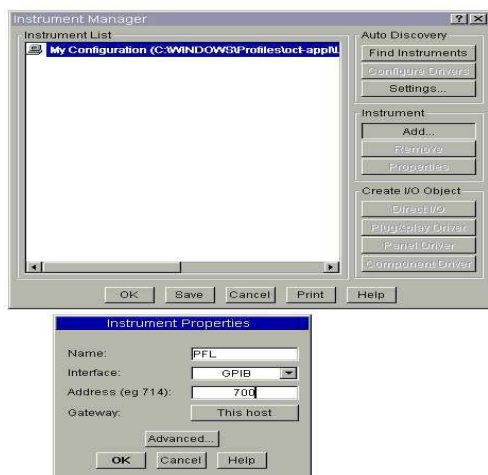 Instrument Manager
Instrument List
My Configuration (C:\WINDOWS\Profiles\oct-appl\L
Auto Discovery
Find Instruments
Configure Drivers
Settings...
Instrument
Add...
Remove
Properties
Create I/O Object
Direct I/O
Plug&play Driver
Panel Driver
Component Driver
OK Save Cancel Print Help
Instrument Properties
Name: PFL
Interface: GPIB
Address (eg 714): 700
Gateway: This host
Advanced...
OK Cancel Help